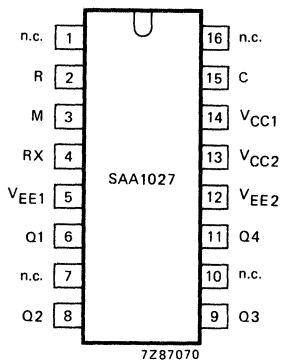 n.c. 1 16 n.c.
R 2 15 C
M 3 14 VCC1
RX 4 13 VCC2
SAA1027
VEE1 5 12 VEE2
Q1 6 11 Q4
n.c. 7 10 n.c.
Q2 8 9 Q3
7Z87070